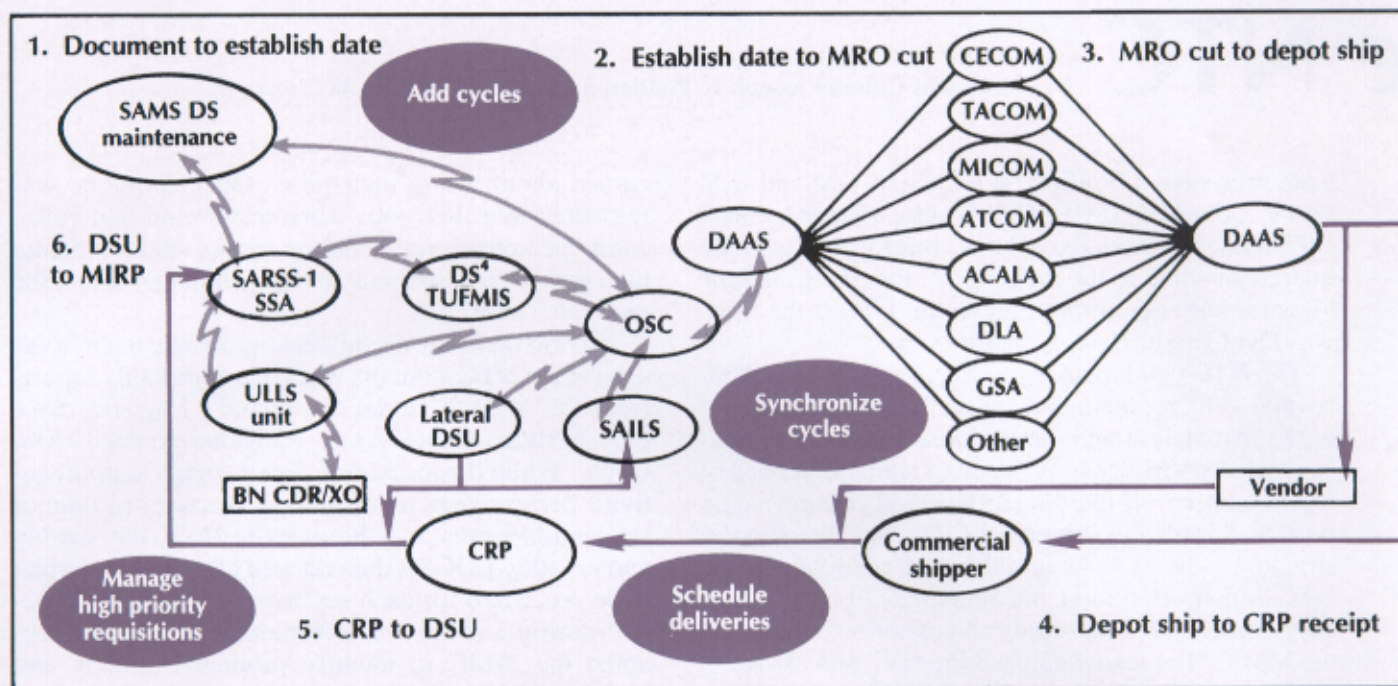 1. Document to establish date
SAMS DS
maintenance
Add cycles
2. Establish date to MRO cut
CECOM
TACOM
MICOM
ATCOM
ACALA
DLA
GSA
Other
3. MRO cut to depot ship
DAAS
DAAS
6. DSU
to MIRP
SARSS-1
SSA
DS4
TUFMIS
OSC
ULLS
unit
Lateral
DSU
SAILS
Synchronize
cycles
BN CDR/XO
Vendor
CRP
Commercial
shipper
Manage
high priority
requisitions
5. CRP to DSU
Schedule
deliveries
4. Depot ship to CRP receipt